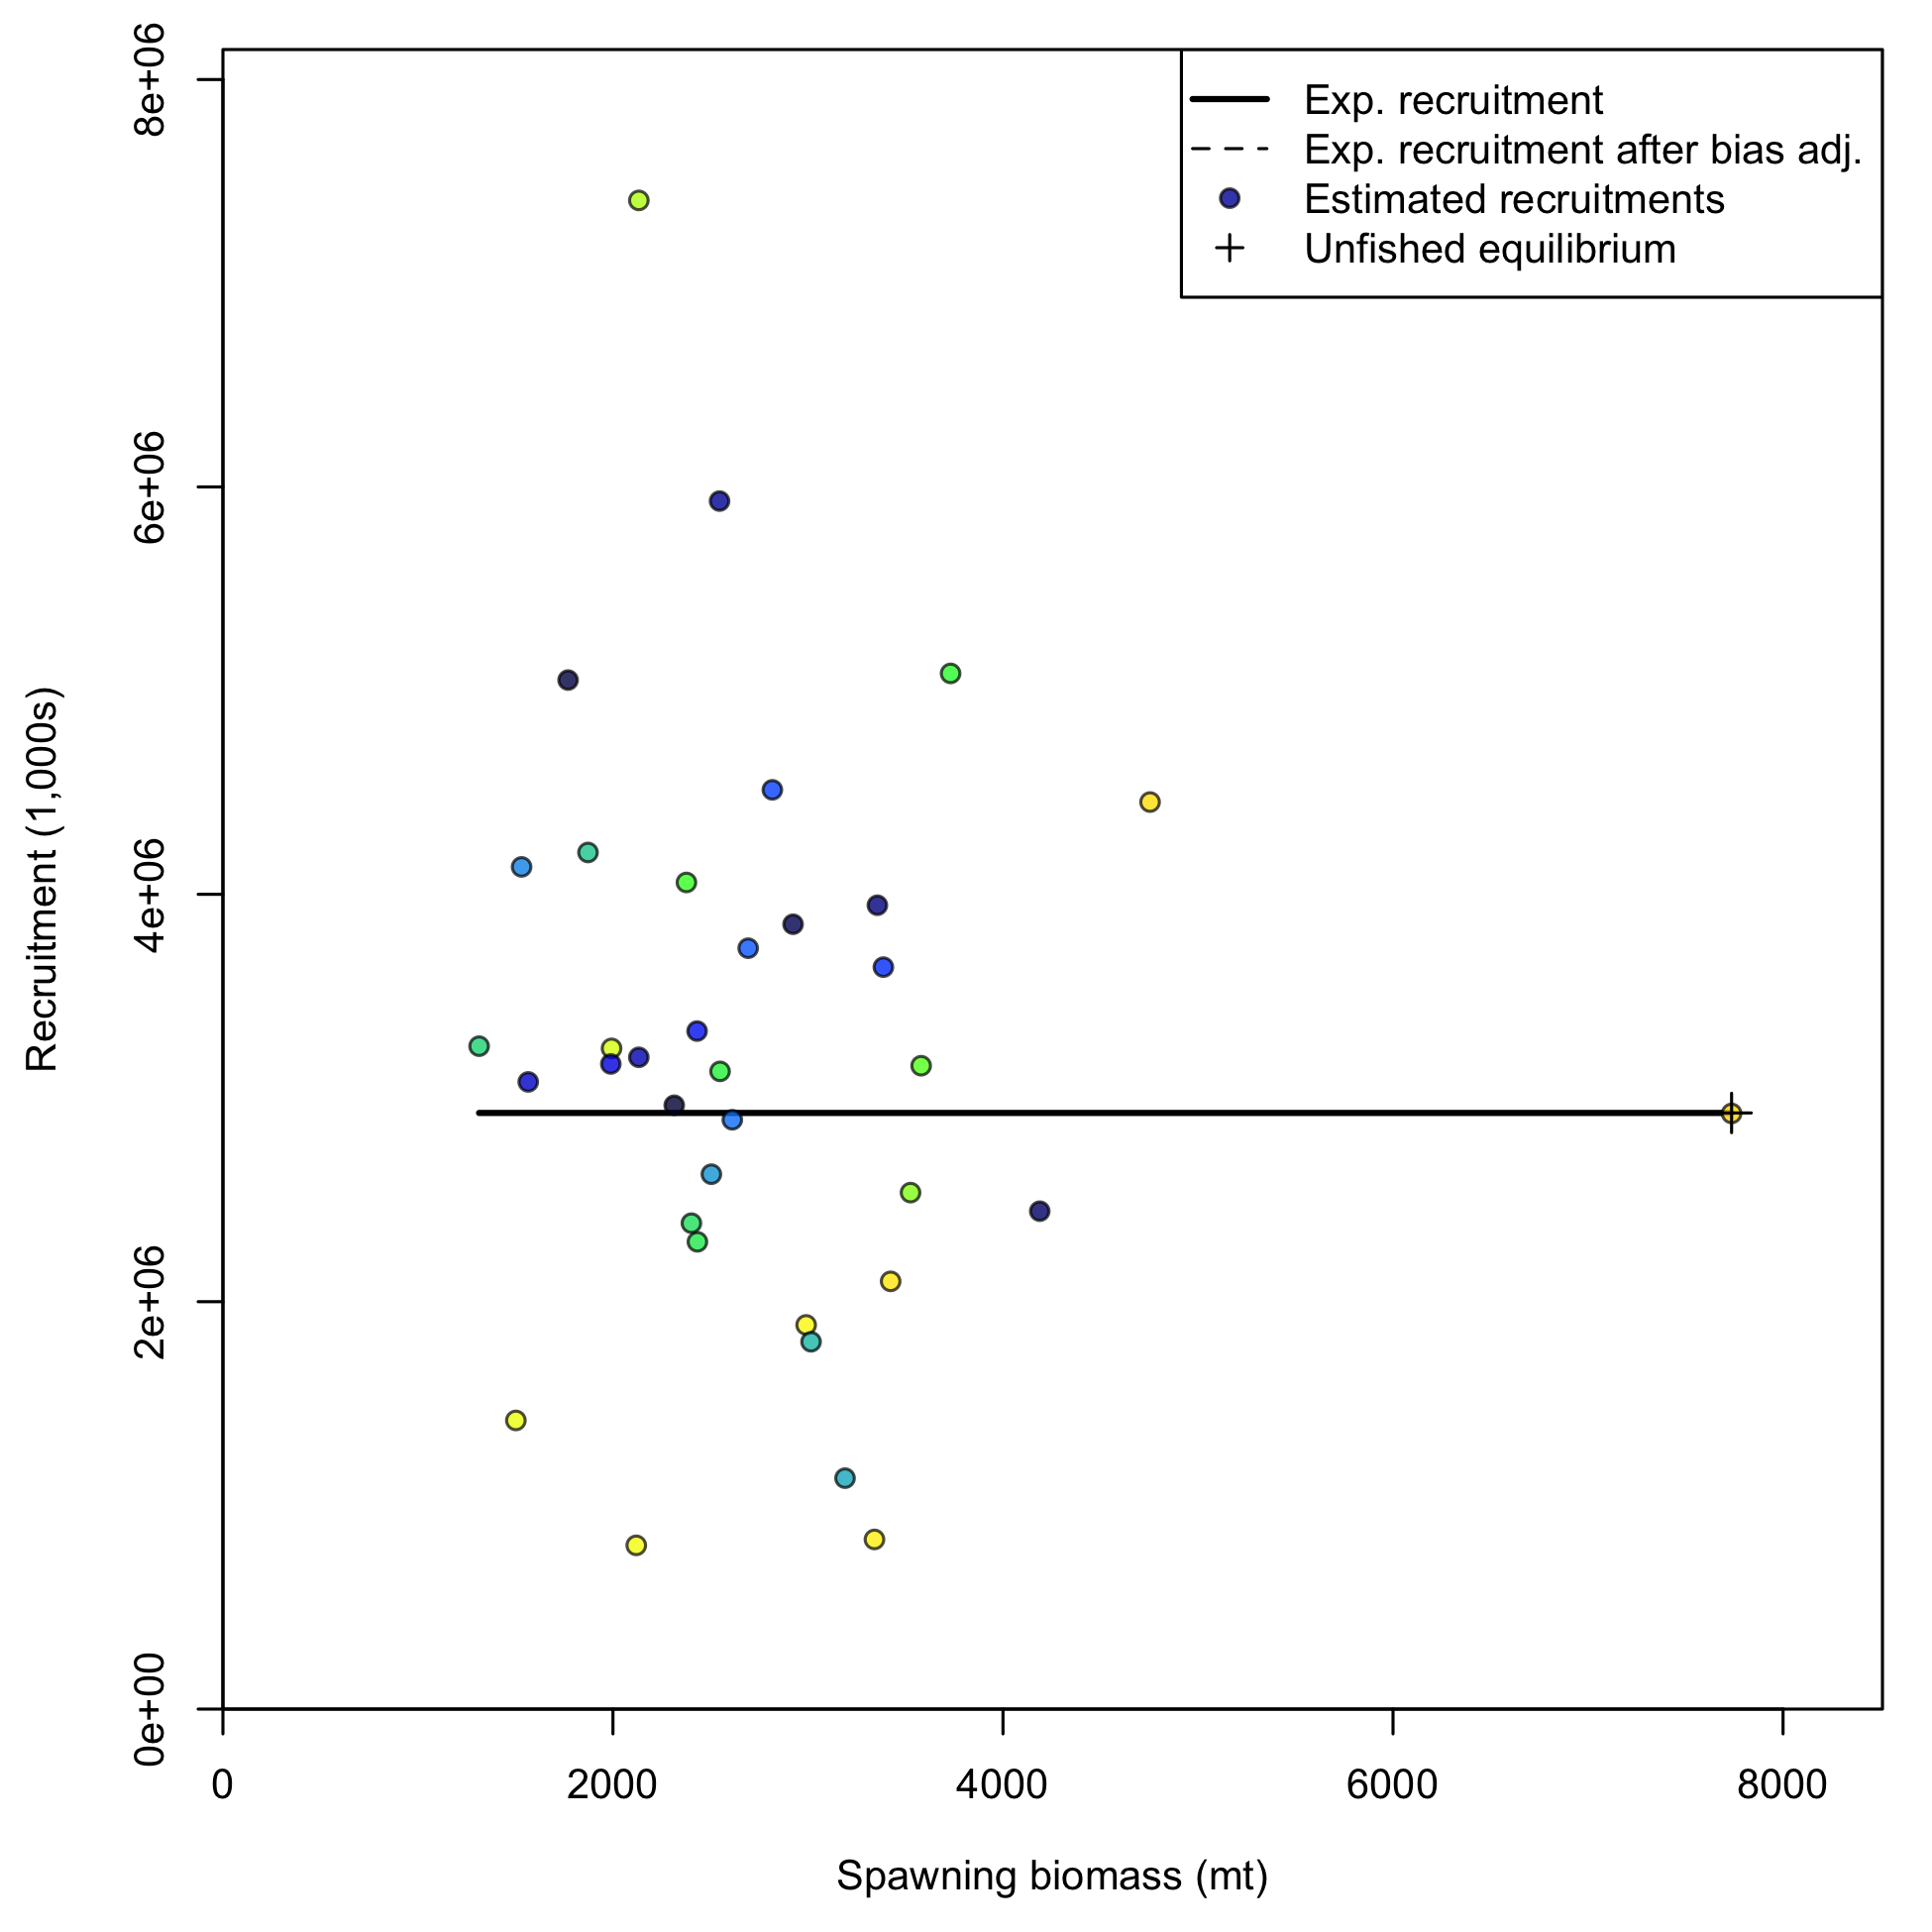 Exp. recruitment
Exp. recruitment after bias adj.
Estimated recruitments
Unfished equilibrium
8e+06
6e+06
4e+06
2e+06
0e+00
Recruitment (1,000s)
0 2000 4000 6000 8000
Spawning biomass (mt)